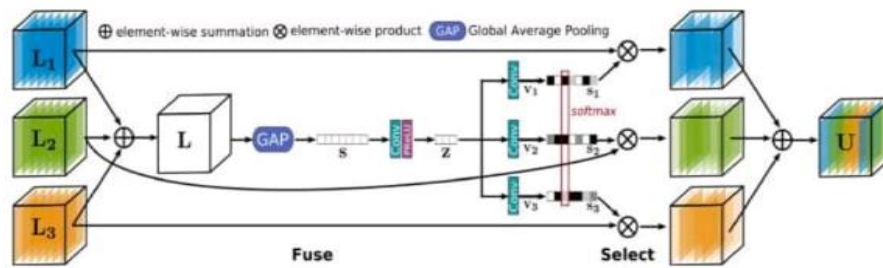 ⊕ element-wise summation ⊗ element-wise product GAP Global Average Pooling
L1
L2
L3
L
GAP
s
Conv
PReLU
z
Conv
v1
s1
softmax
Conv
v2
s2
Conv
v3
s3
U
Fuse
Select